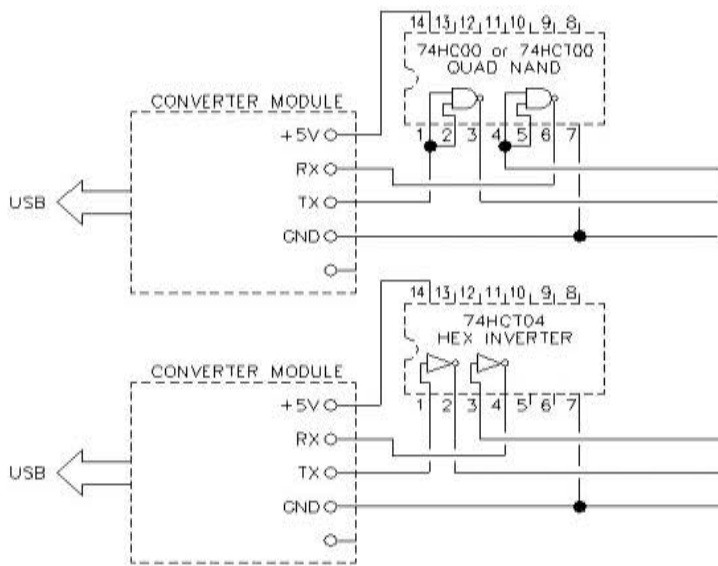 14 13 12 11 10 9 8
74HC00 or 74HCT00
QUAD NAND
CONVERTER MODULE
+5V
1 2 3 4 5 6 7
RX
USB
TX
GND
14 13 12 11 10 9 8
74HCT04
HEX INVERTER
CONVERTER MODULE
+5V
1 2 3 4 5 6 7
RX
USB
TX
GND